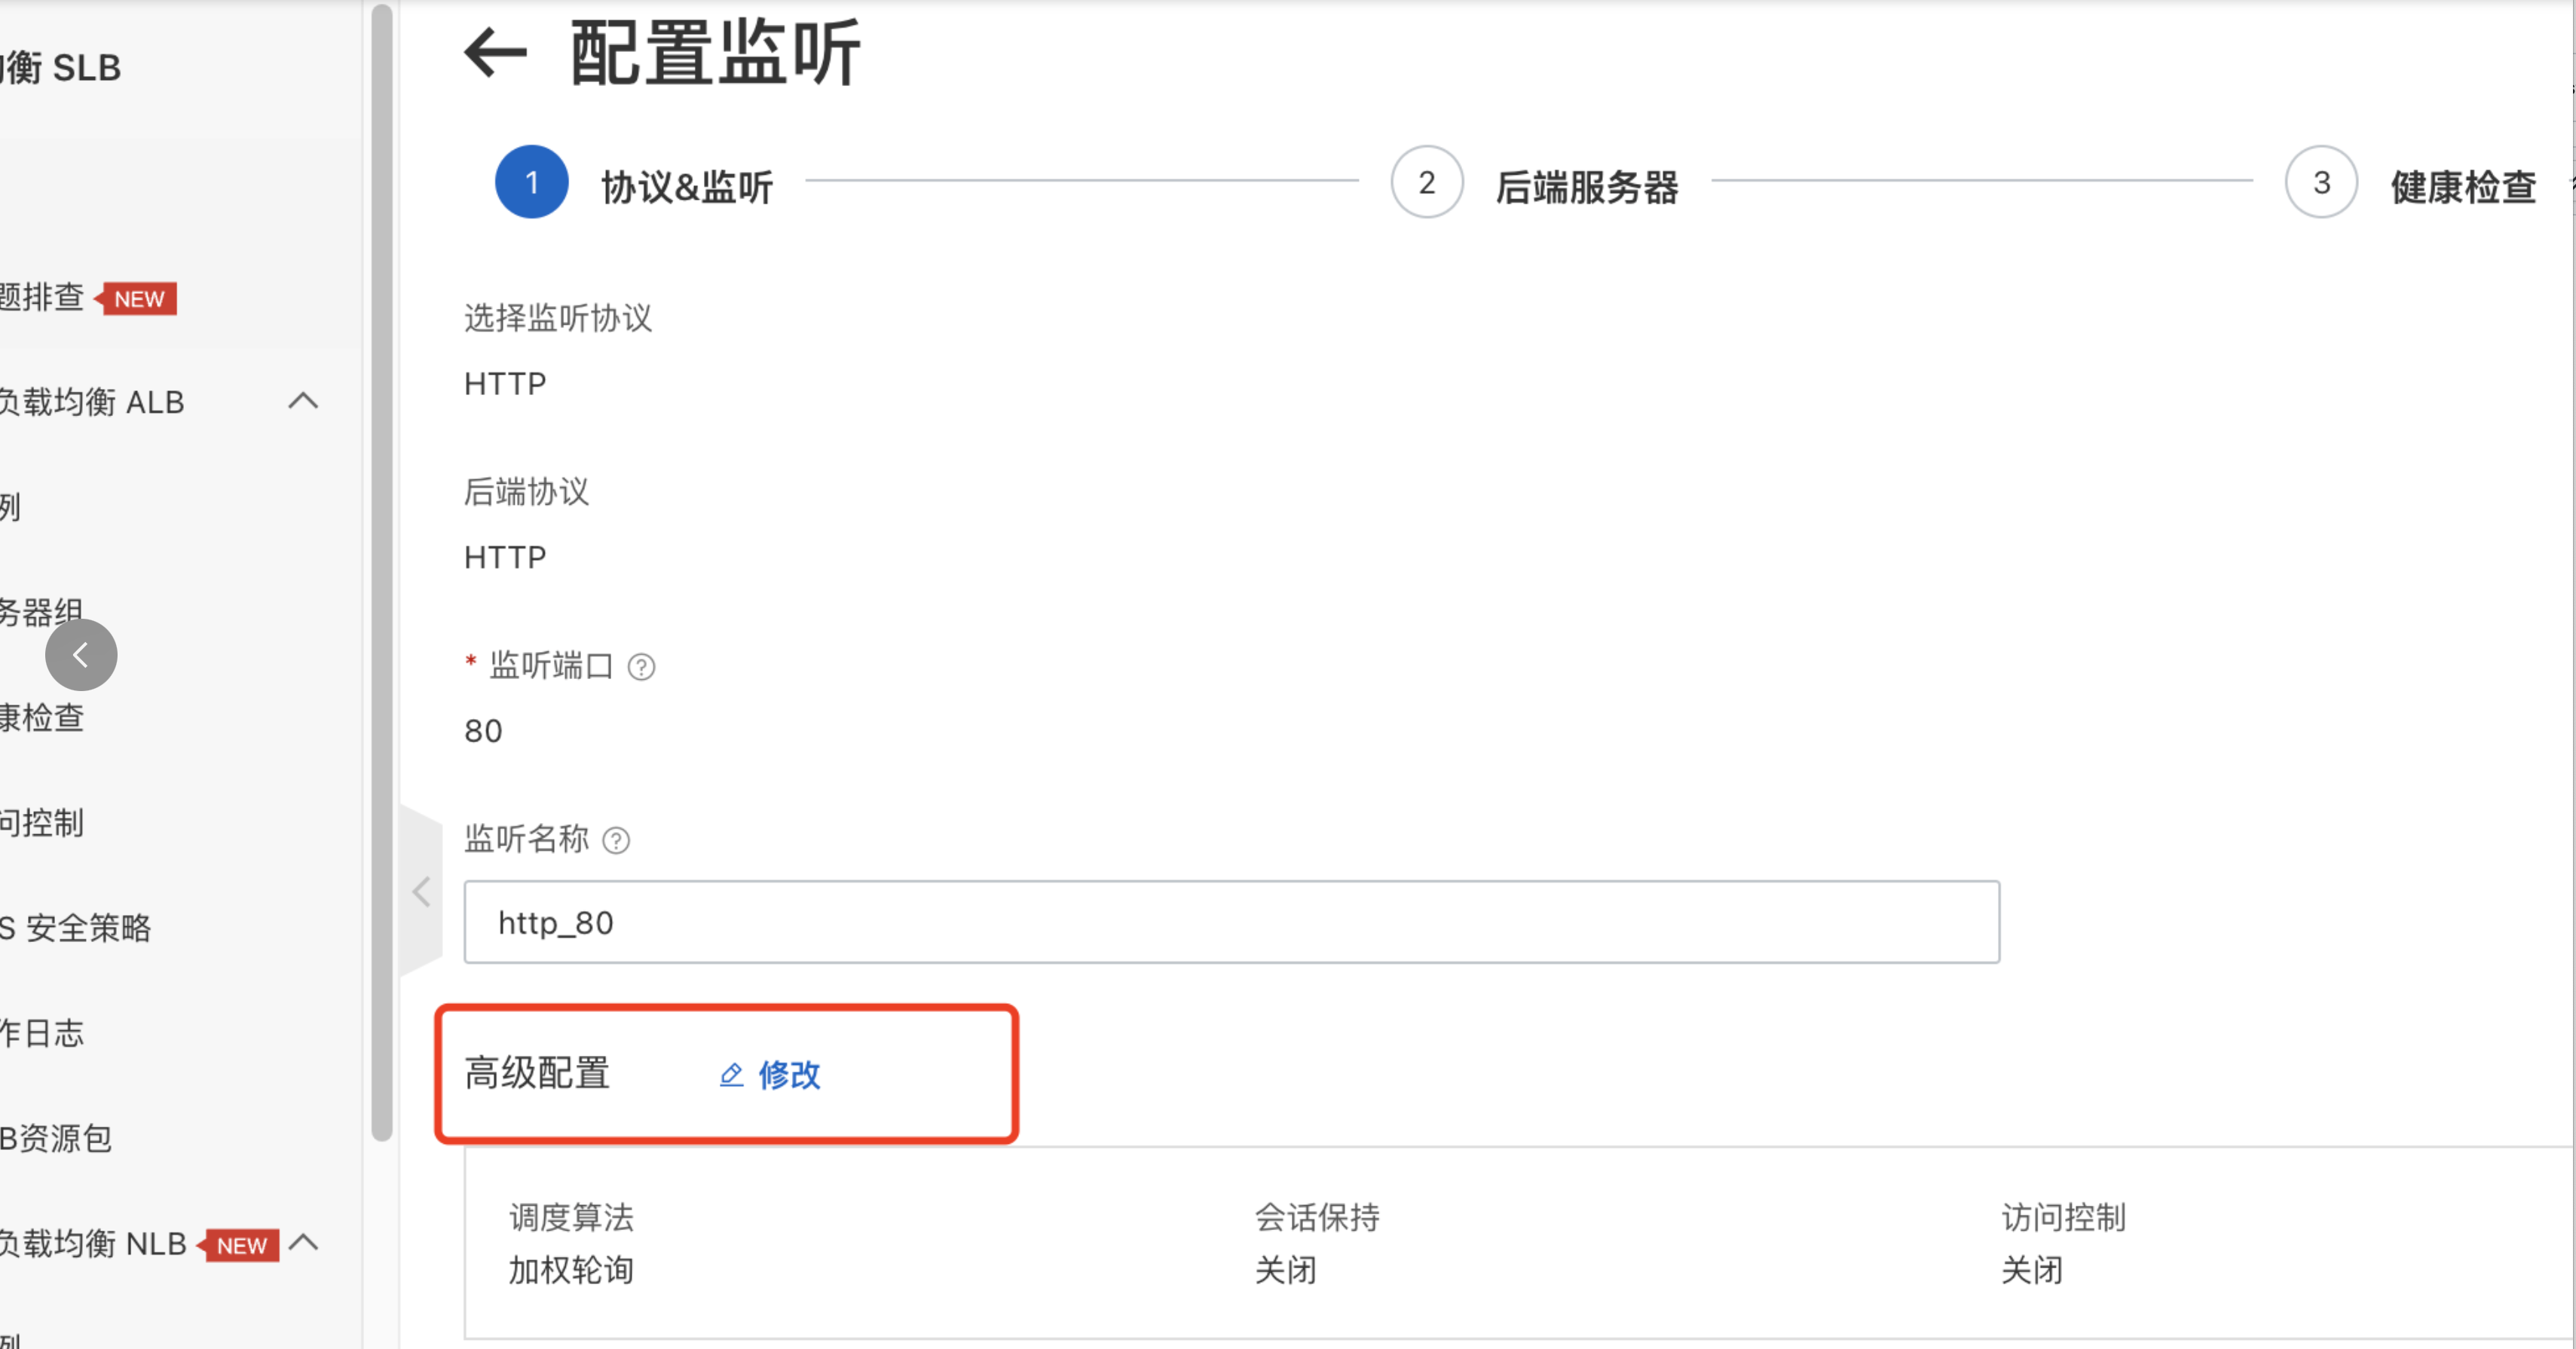 衡 SLB
题排查 NEW
负载均衡 ALB
例
务器组
康检查
问控制
S 安全策略
作日志
B资源包
负载均衡 NLB NEW
配置监听
1 协议&监听
2 后端服务器
3 健康检查
选择监听协议
HTTP
后端协议
HTTP
* 监听端口 ?
80
监听名称 ?
http_80
高级配置 修改
调度算法 会话保持 访问控制
加权轮询 关闭 关闭